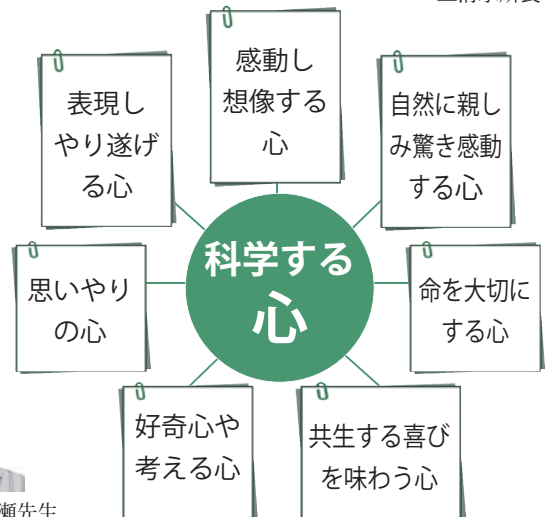 感動し
想像する
心
表現し
やり遂げ
る心
自然に親し
み驚き感動
する心
科学する
心
思いやり
の心
命を大切に
する心
好奇心や
考える心
共生する喜び
を味わう心
瀬先生